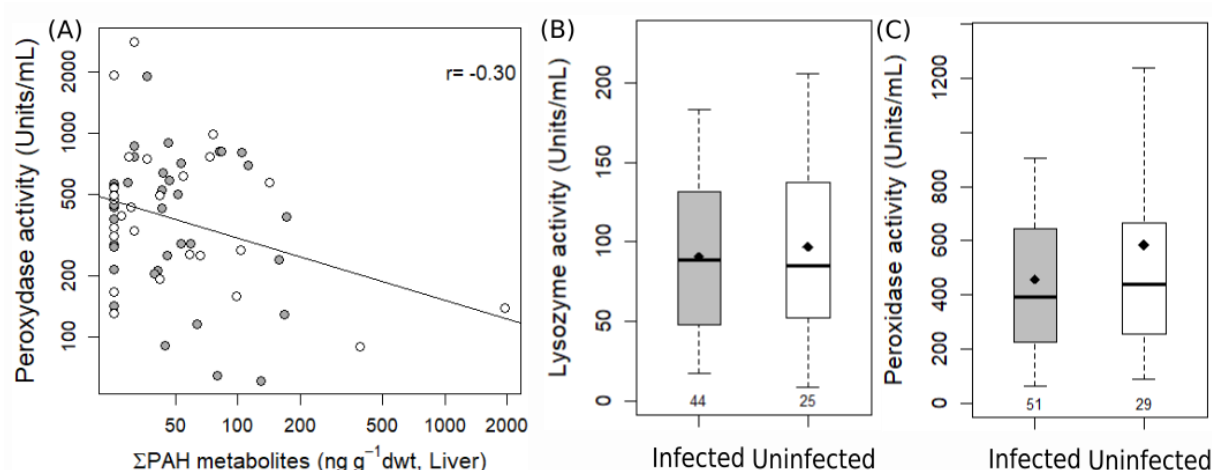 (A)
r= -0.30
Peroxydase activity (Units/mL)
2000
1000
500
200
100
50 100 200 500 1000 2000
ΣPAH metabolites (ng g⁻¹dwt, Liver)
(B)
Lysozyme activity (Units/mL)
200
150
100
50
0
44 25
Infected Uninfected
(C)
Peroxidase activity (Units/mL)
1200
800
600
400
200
0
51 29
Infected Uninfected